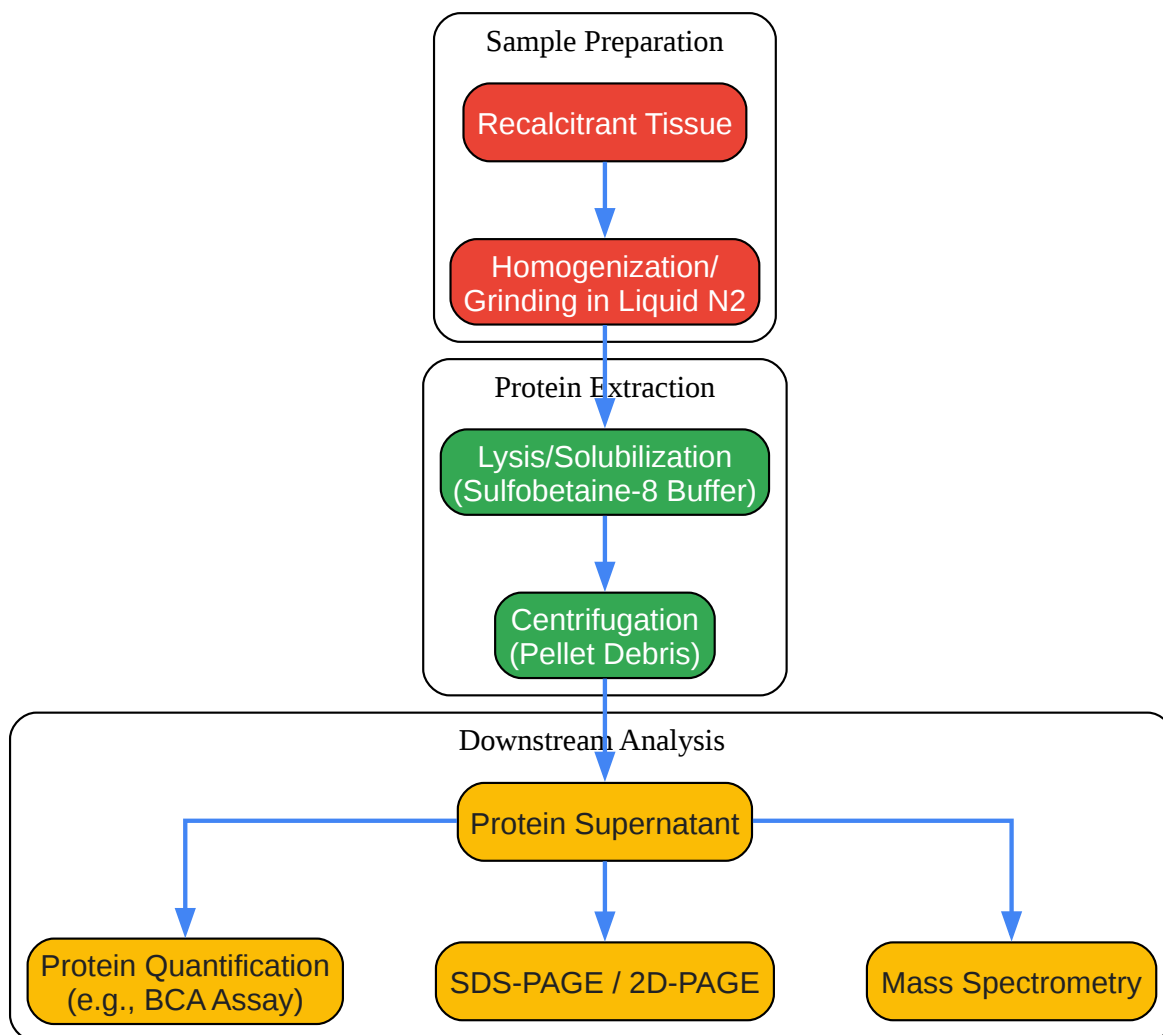 Sample Preparation
Recalcitrant Tissue
Homogenization/
Grinding in Liquid N2
Protein Extraction
Lysis/Solubilization
(Sulfobetaine-8 Buffer)
Centrifugation
(Pellet Debris)
Downstream Analysis
Protein Supernatant
Protein Quantification
(e.g., BCA Assay)
SDS-PAGE / 2D-PAGE
Mass Spectrometry